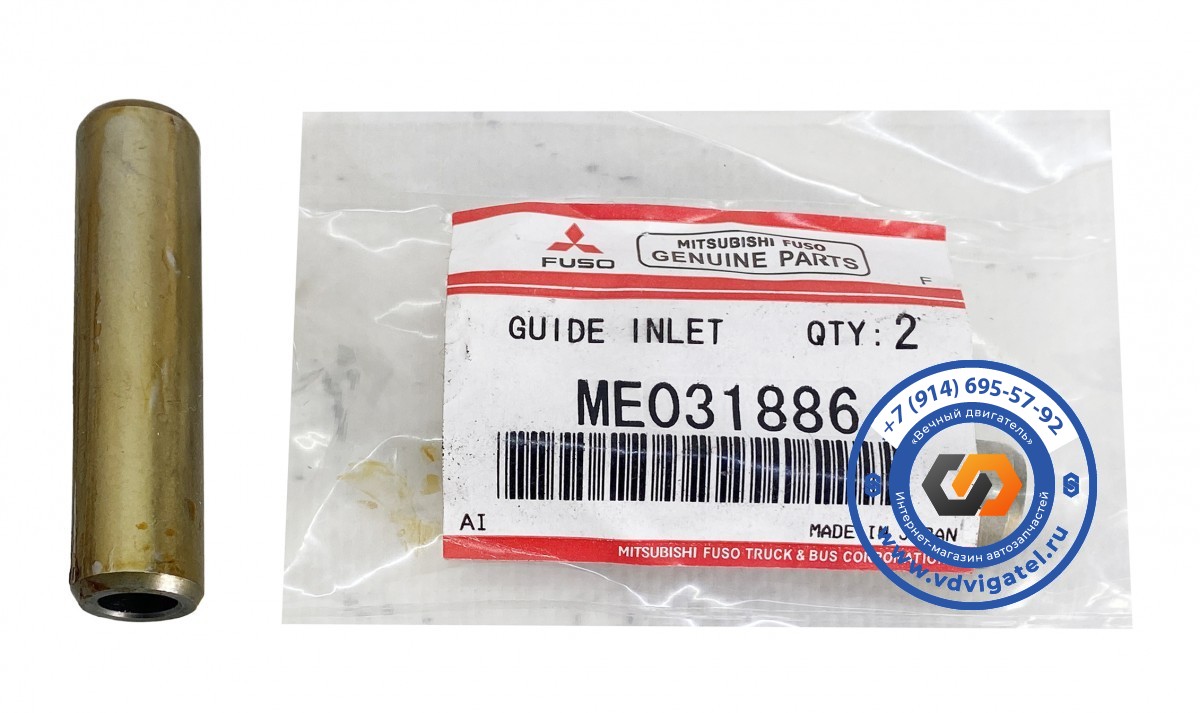 FUSO
MITSUBISHI FUSO
GENUINE PARTS
F
GUIDE INLET QTY: 2
ME031886
AI
MADE IN JAPAN
MITSUBISHI FUSO TRUCK & BUS CORPORATION
+7 (914) 695-57-92
«Вечный двигатель»
Интернет-магазин автозапчастей
www.vdvigatel.ru